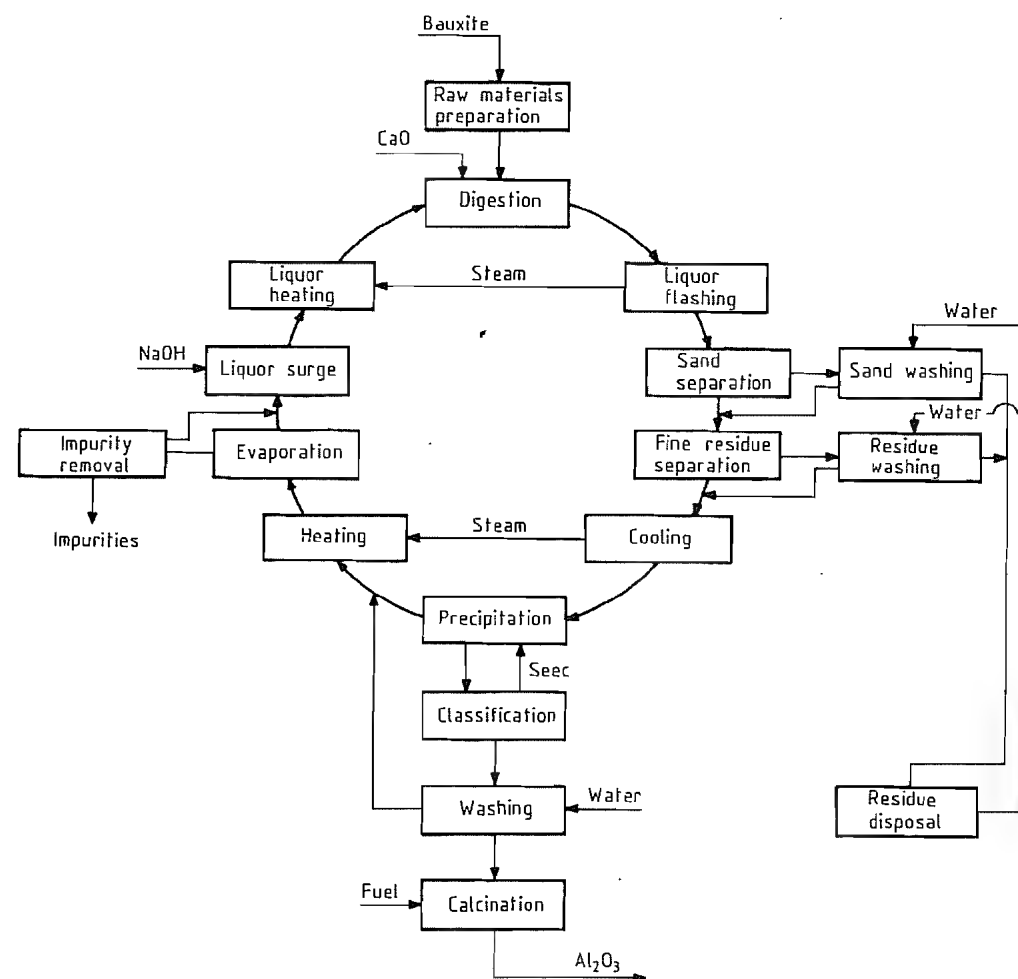 Bauxite
Raw materials
preparation
CaO
Digestion
Liquor
heating
Steam
Liquor
flashing
Water
NaOH
Liquor surge
Sand
separation
Sand washing
Water
Impurity
removal
Evaporation
Fine residue
separation
Residue
washing
Impurities
Heating
Steam
Cooling
Precipitation
Seec
Classification
Washing
Water
Residue
disposal
Fuel
Calcination
Al₂O₃